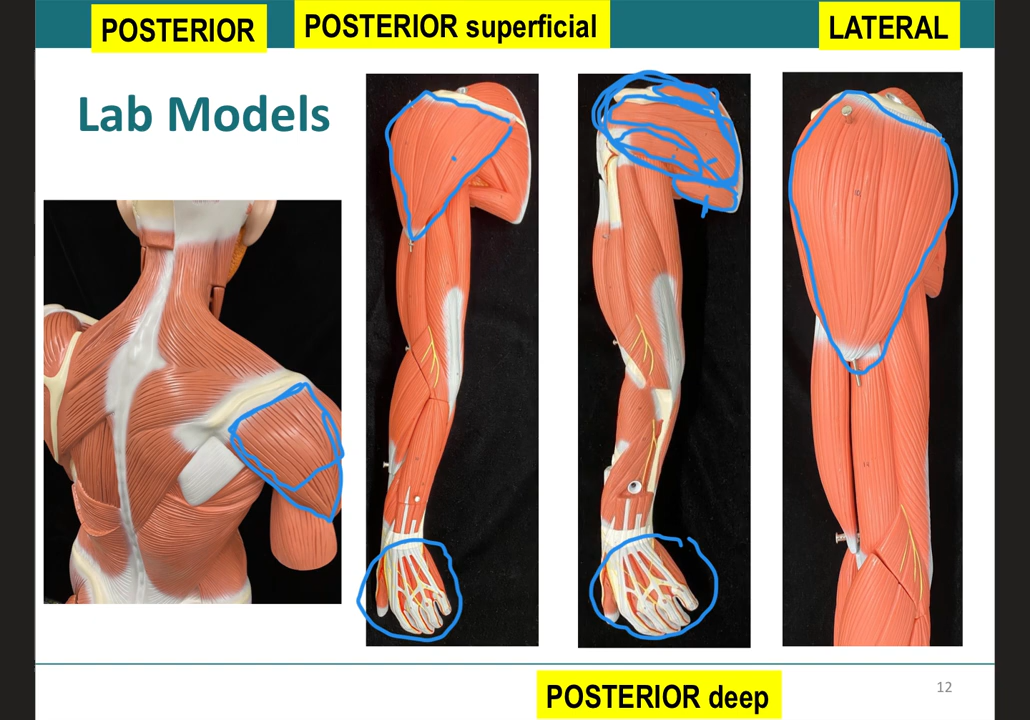 POSTERIOR
POSTERIOR superficial
LATERAL
Lab Models
POSTERIOR deep
12